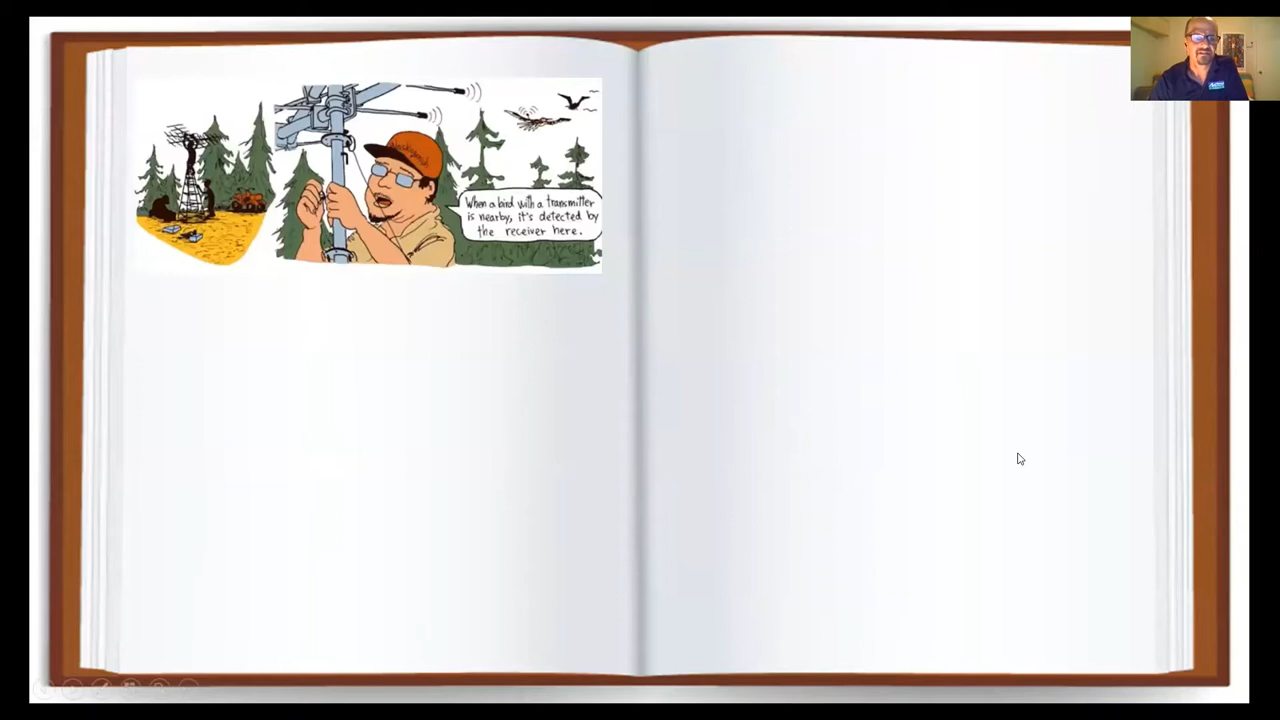 When a bird with a transmitter
is nearby, it's detected by
the receiver here.